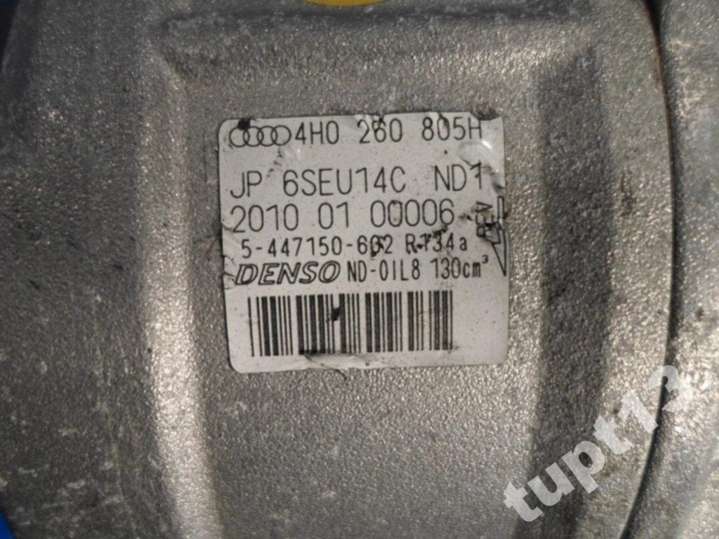 4H0 260 805H
JP 6SEU14C ND1
2010 01 00006
5-447150-602 R-134a
DENSO ND-OIL8 130cm³
tupt13